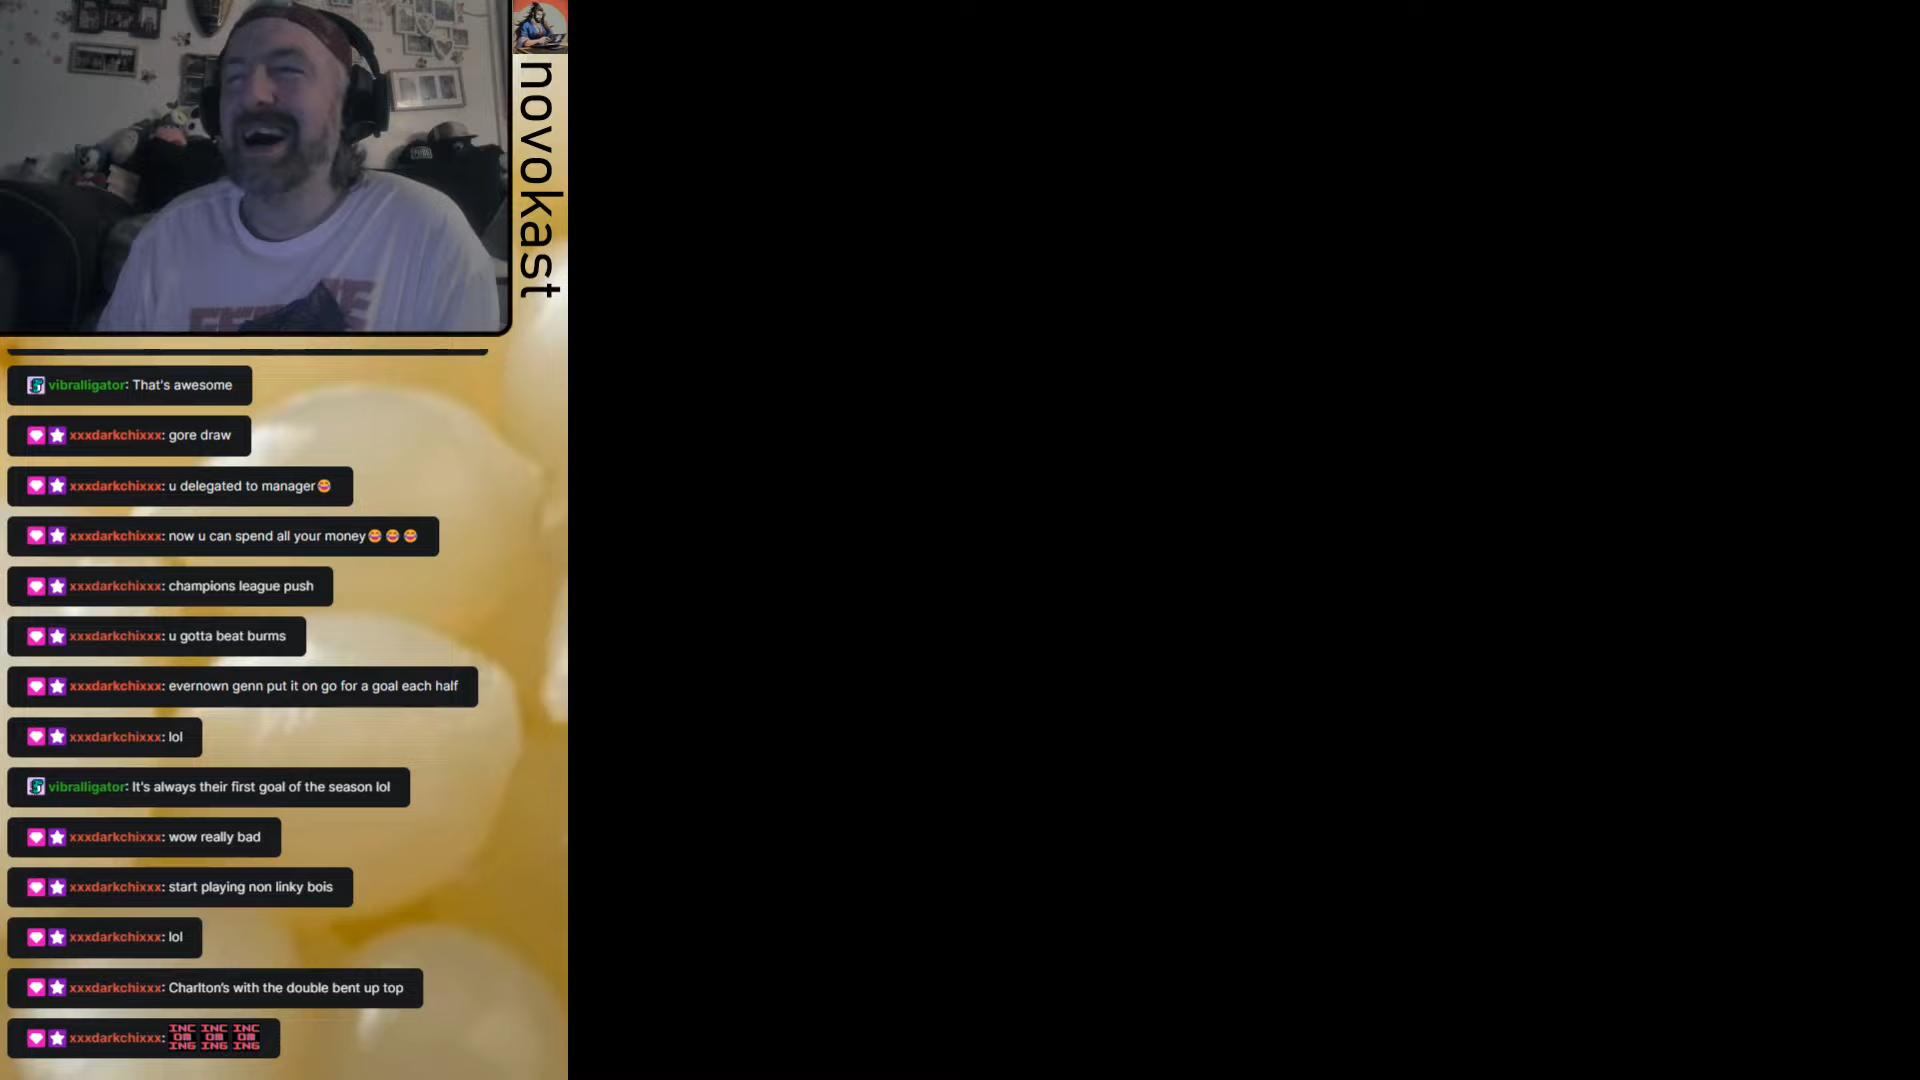 novokast
vibralligator: That's awesome
xxxdarkchixxx: gore draw
xxxdarkchixxx: u delegated to manager
xxxdarkchixxx: now u can spend all your money
xxxdarkchixxx: champions league push
xxxdarkchixxx: u gotta beat burms
xxxdarkchixxx: evernown genn put it on go for a goal each half
xxxdarkchixxx: lol
vibralligator: It's always their first goal of the season lol
xxxdarkchixxx: wow really bad
xxxdarkchixxx: start playing non linky bois
xxxdarkchixxx: lol
xxxdarkchixxx: Charlton's with the double bent up top
xxxdarkchixxx: INCOMING INCOMING INCOMING